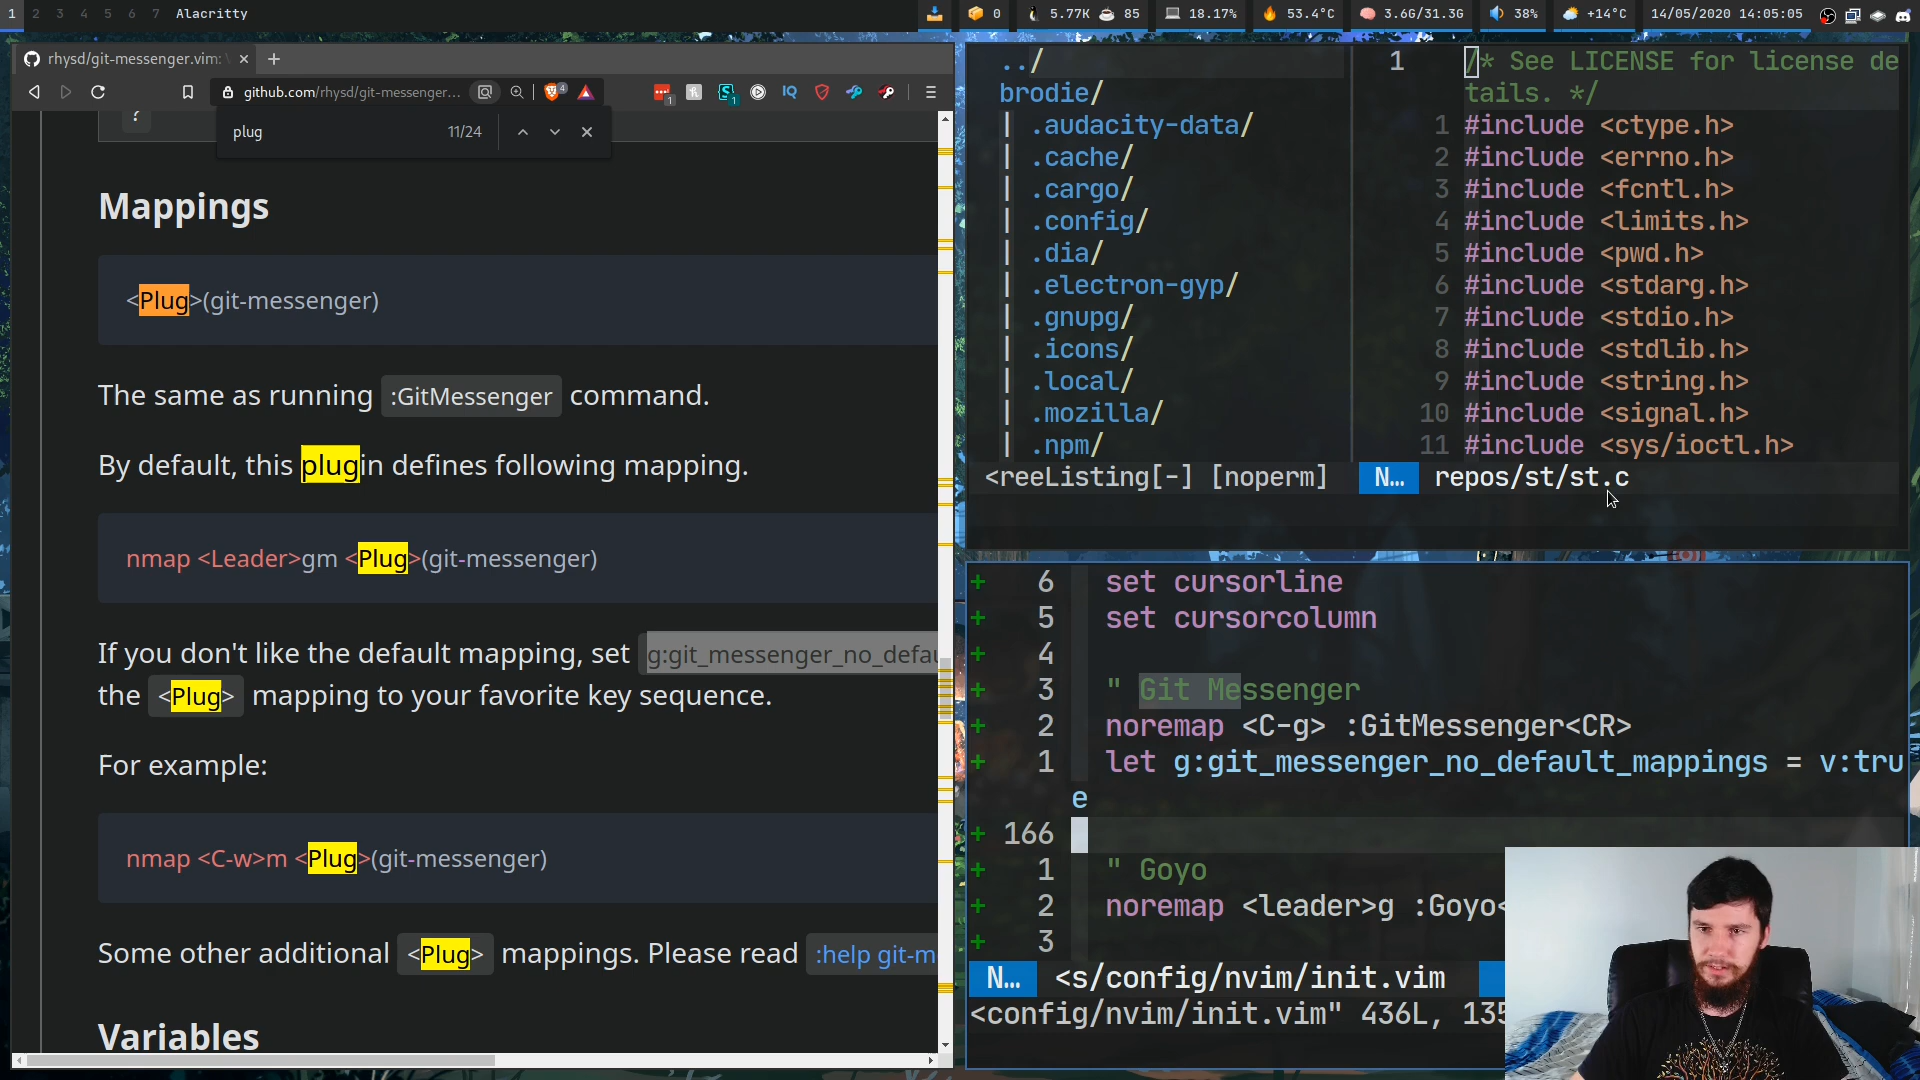 1 2 3 4 5 6 7 Alacritty
0 5.77K 85 18.17% 53.4°C 3.6G/31.3G 38% +14°C 14/05/2020 14:05:05
rhysd/git-messenger.vim:
github.com/rhysd/git-messenger...
plug 11/24
?
Mappings
<Plug>(git-messenger)
The same as running :GitMessenger command.
By default, this plugin defines following mapping.
nmap <Leader>gm <Plug>(git-messenger)
If you don't like the default mapping, set g:git_messenger_no_defau
the <Plug> mapping to your favorite key sequence.
For example:
nmap <C-w>m <Plug>(git-messenger)
Some other additional <Plug> mappings. Please read :help git-m
Variables
../
brodie/
| .audacity-data/
| .cache/
| .cargo/
| .config/
| .dia/
| .electron-gyp/
| .gnupg/
| .icons/
| .local/
| .mozilla/
| .npm/
<reeListing[-] [noperm]
1 /* See LICENSE for license de
tails. */
1 #include <ctype.h>
2 #include <errno.h>
3 #include <fcntl.h>
4 #include <limits.h>
5 #include <pwd.h>
6 #include <stdarg.h>
7 #include <stdio.h>
8 #include <stdlib.h>
9 #include <string.h>
10 #include <signal.h>
11 #include <sys/ioctl.h>
N… repos/st/st.c
+ 6 set cursorline
+ 5 set cursorcolumn
+ 4
+ 3 " Git Messenger
+ 2 noremap <C-g> :GitMessenger<CR>
+ 1 let g:git_messenger_no_default_mappings = v:tru
e
+ 166
+ 1 " Goyo
+ 2 noremap <leader>g :Goyo<
+ 3
N… <s/config/nvim/init.vim
<config/nvim/init.vim" 436L, 135